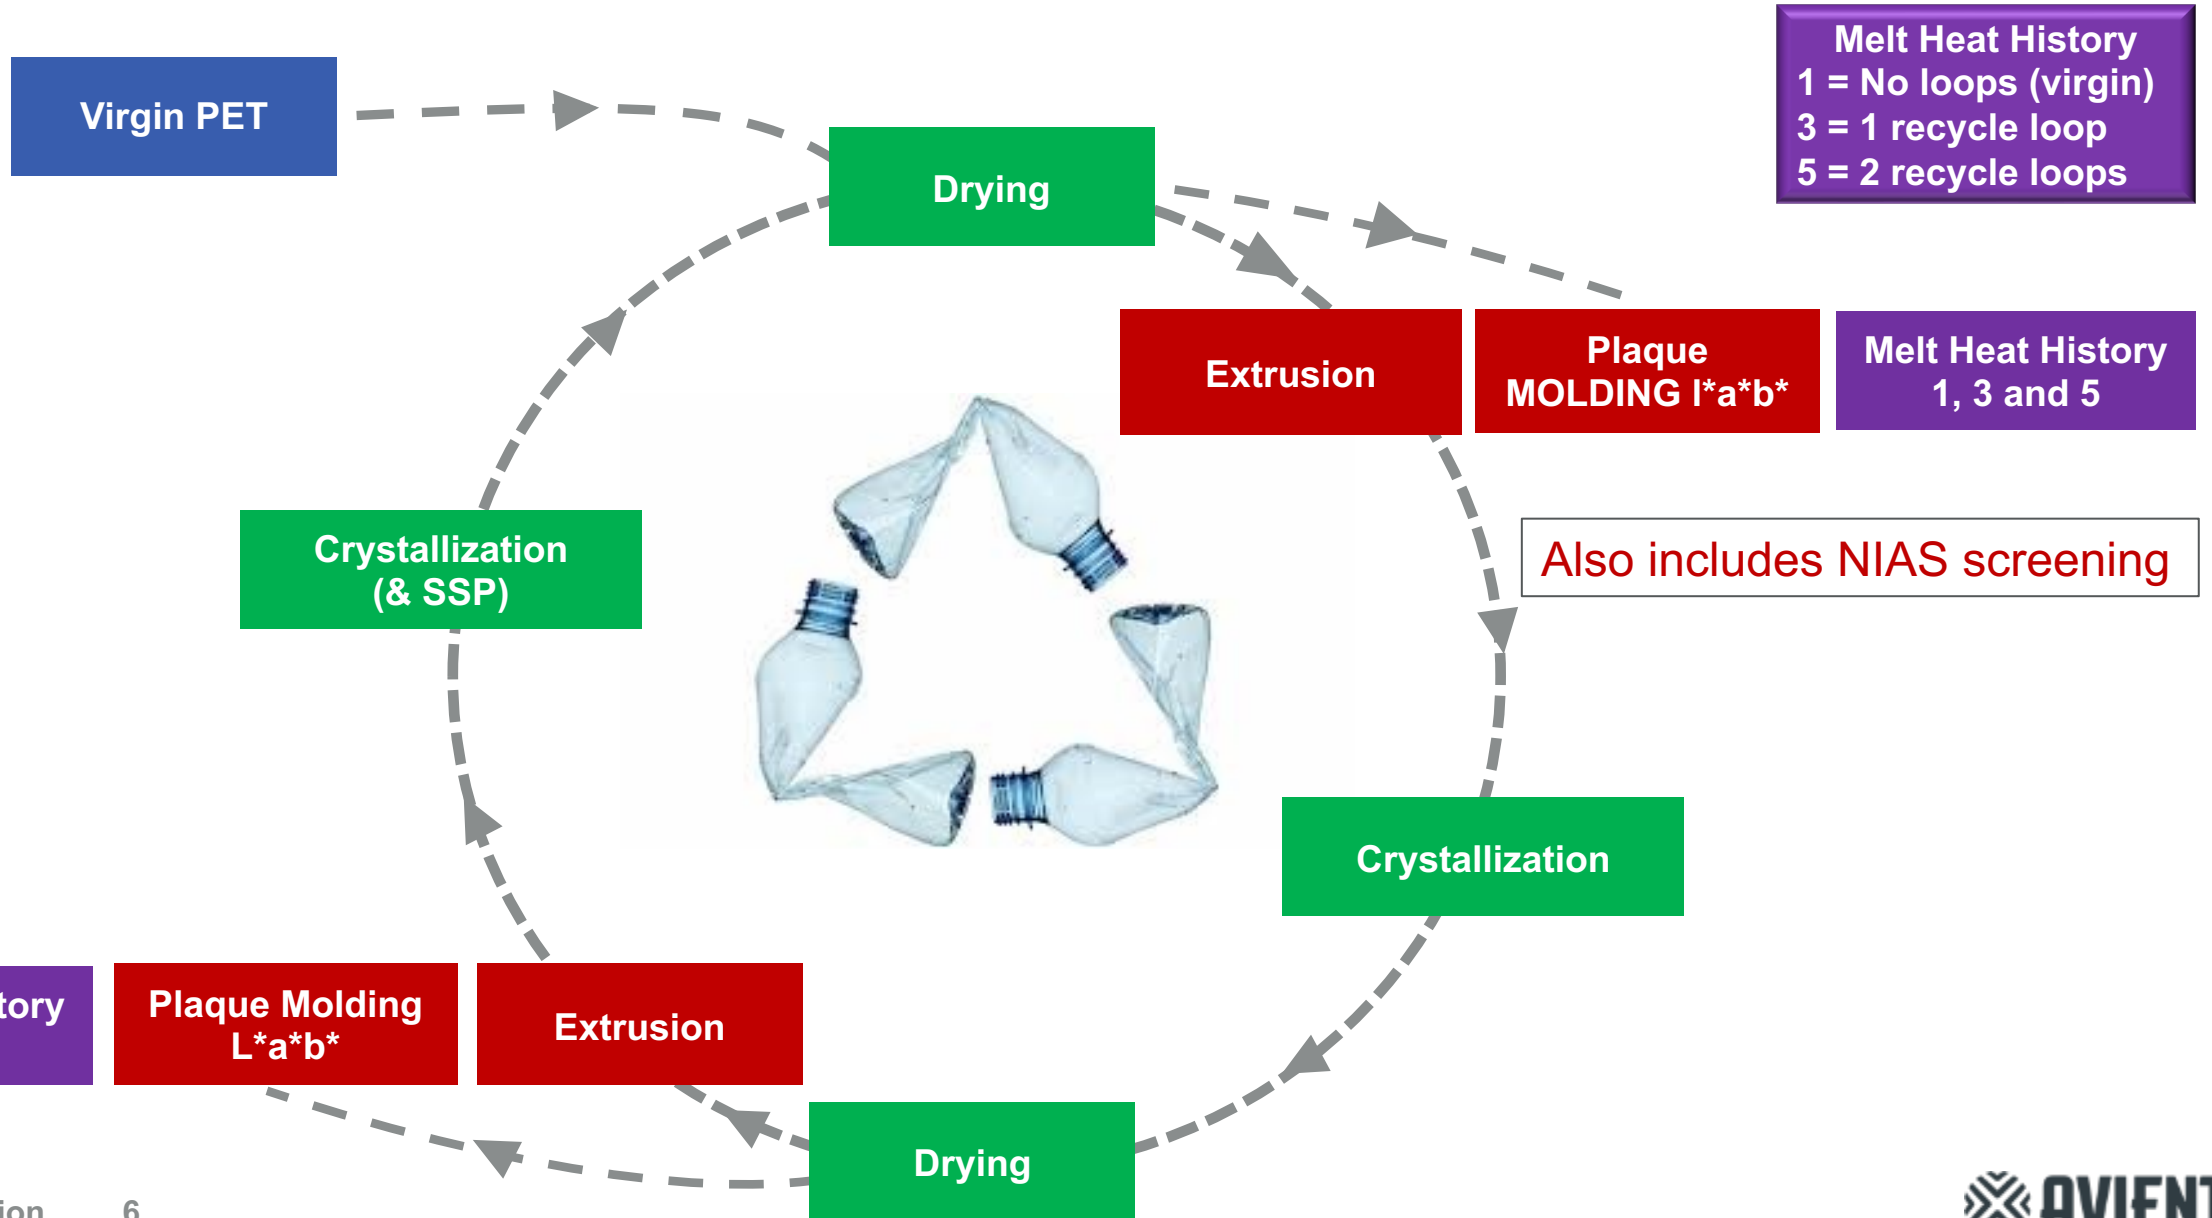 Melt Heat History
1 = No loops (virgin)
3 = 1 recycle loop
5 = 2 recycle loops
Virgin PET
Drying
Extrusion
Plaque
MOLDING l*a*b*
Melt Heat History
1, 3 and 5
Crystallization
(& SSP)
Also includes NIAS screening
Crystallization
tory
Plaque Molding
L*a*b*
Extrusion
Drying
ion 6
AVIENT